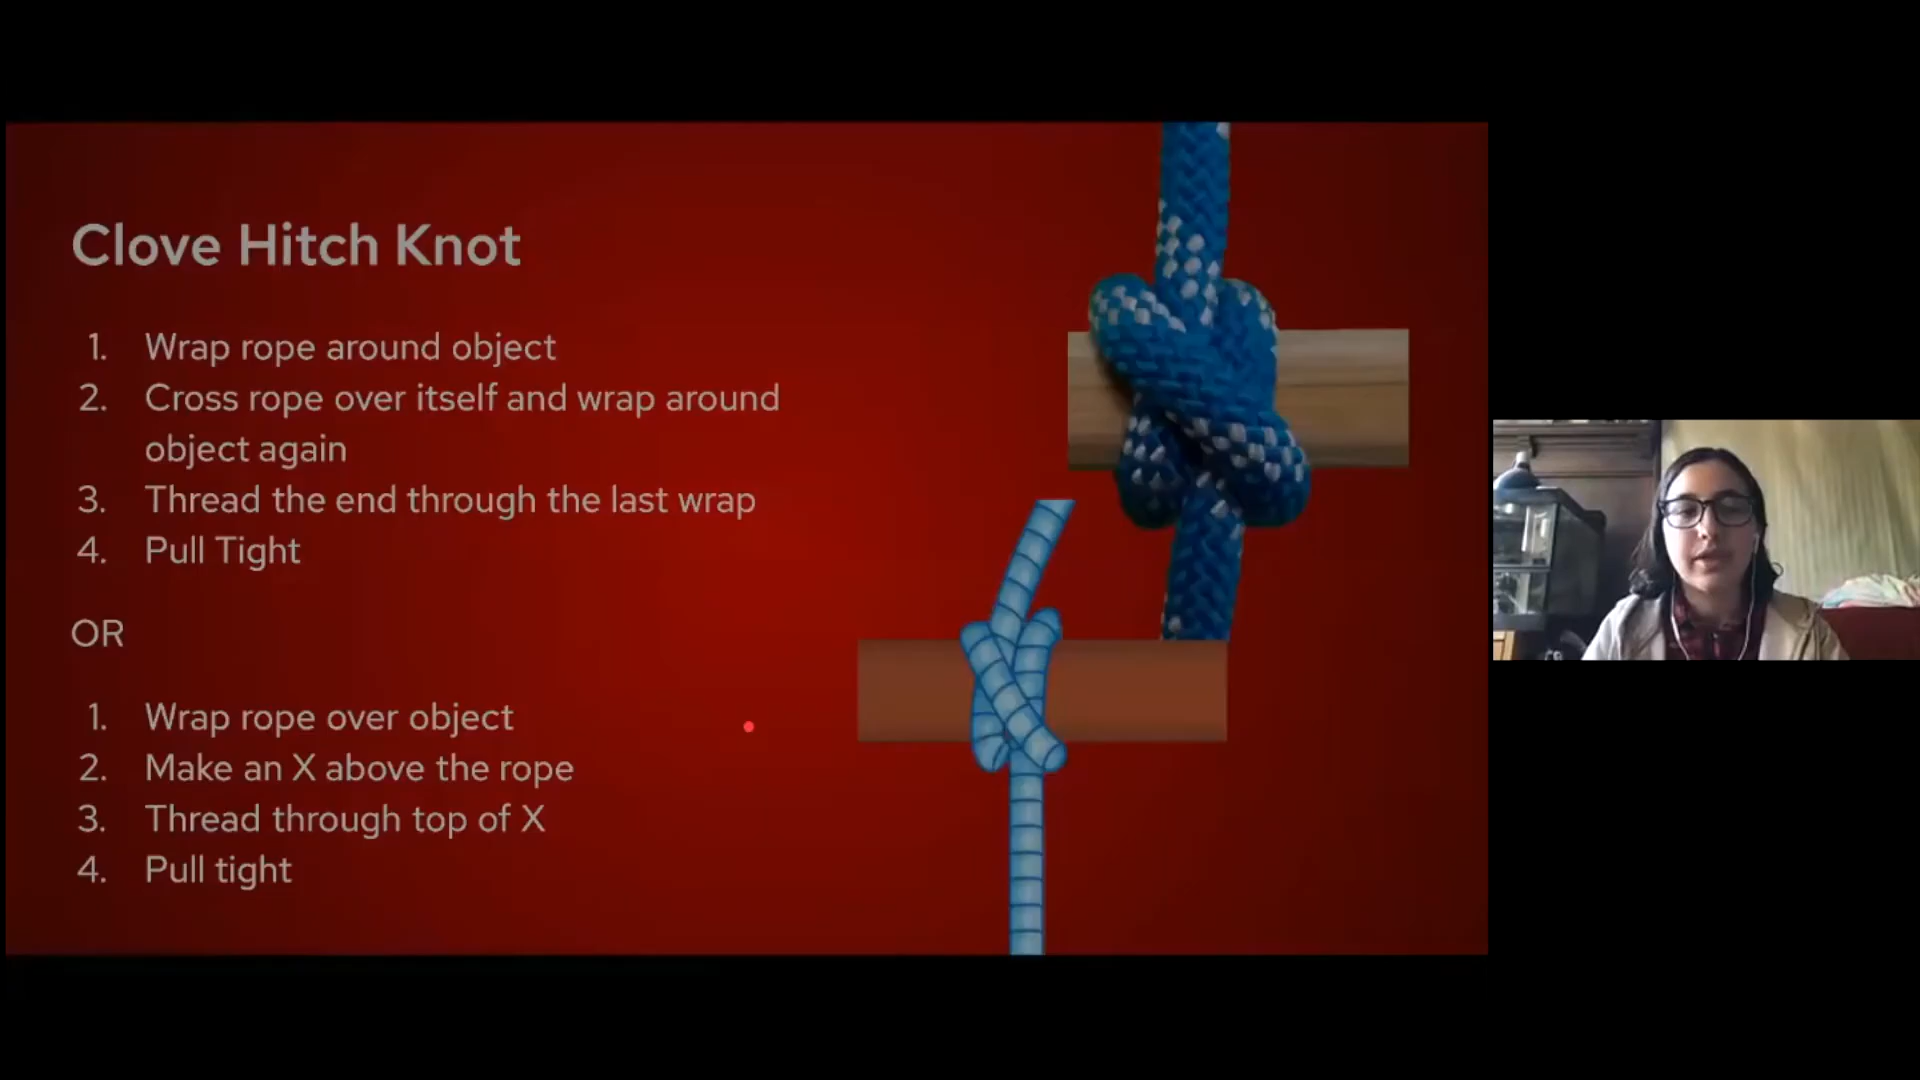 Clove Hitch Knot
1. Wrap rope around object
2. Cross rope over itself and wrap around
object again
3. Thread the end through the last wrap
4. Pull Tight
OR
1. Wrap rope over object
2. Make an X above the rope
3. Thread through top of X
4. Pull tight